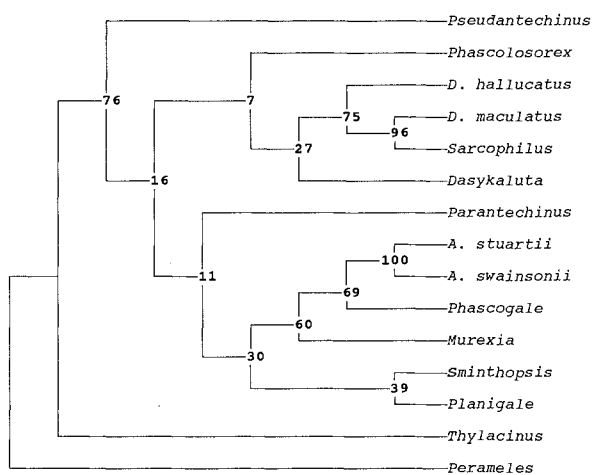 Pseudantechinus
Phascolosorex
D. hallucatus
D. maculatus
Sarcophilus
Dasykaluta
Parantechinus
A. stuartii
A. swainsonii
Phascogale
Murexia
Sminthopsis
Planigale
Thylacinus
Perameles
76
7
75
96
27
16
100
11
69
60
30
39